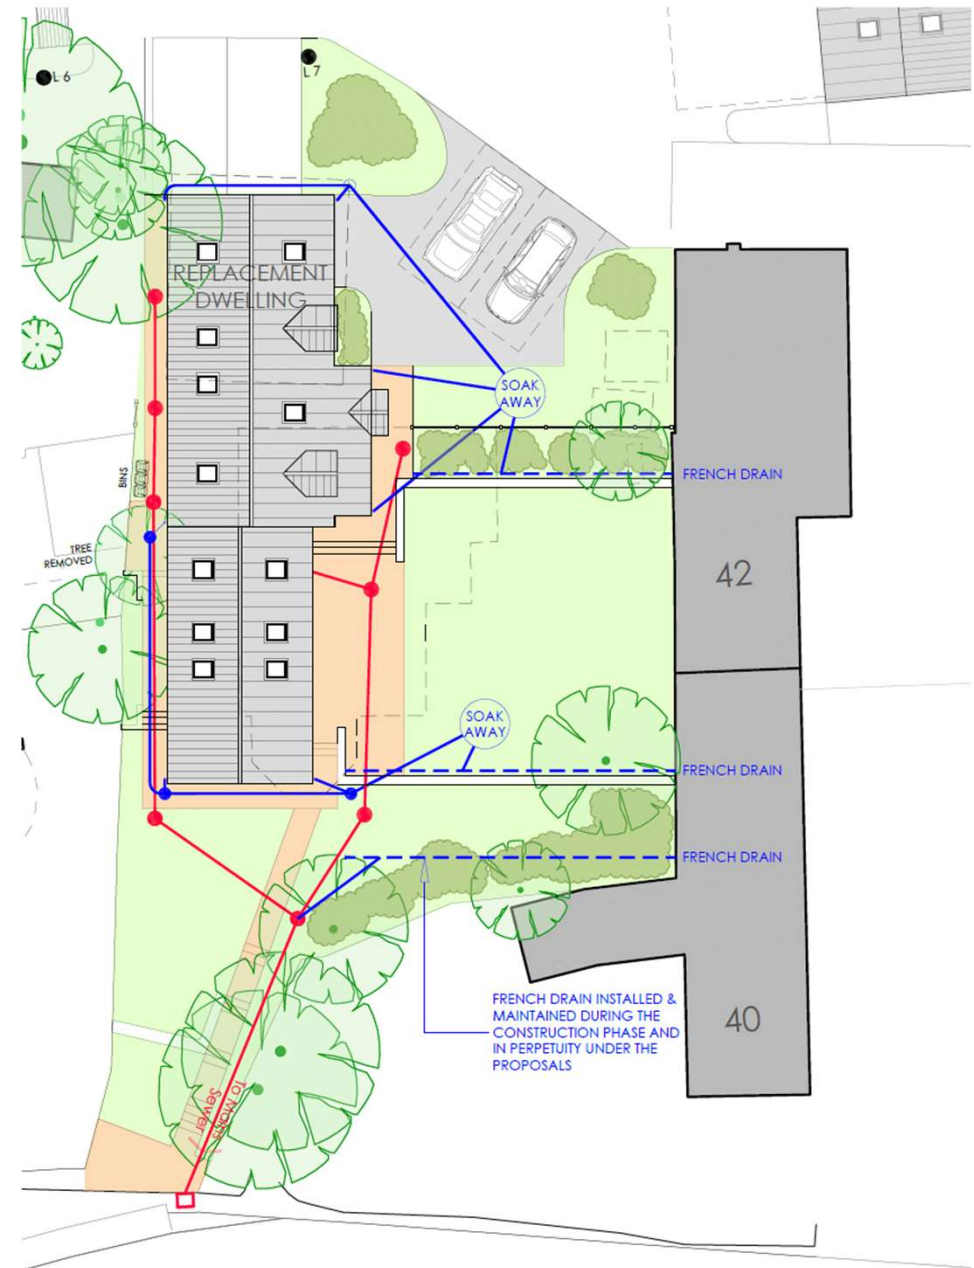 L 6
L 7
REPLACEMENT
DWELLING
SOAK
AWAY
BINS
FRENCH DRAIN
TREE
REMOVED
42
SOAK
AWAY
FRENCH DRAIN
FRENCH DRAIN
FRENCH DRAIN INSTALLED &
MAINTAINED DURING THE
CONSTRUCTION PHASE AND
IN PERPETUITY UNDER THE
PROPOSALS
40
To Mains
Sewer